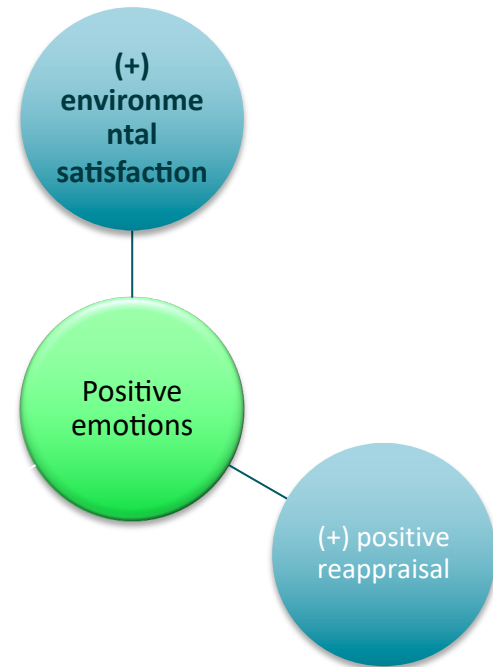 (+)
environme
ntal
satisfaction
Positive
emotions
(+) positive
reappraisal